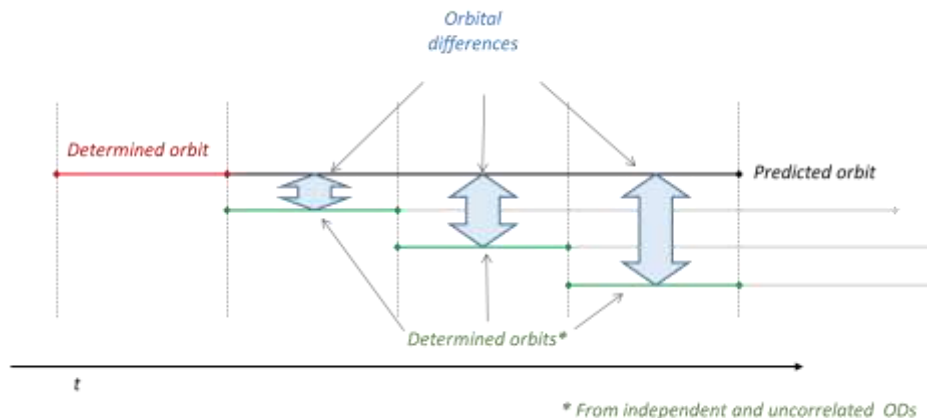 Orbital
differences
Determined orbit
Predicted orbit
Determined orbits*
t
* From independent and uncorrelated ODs